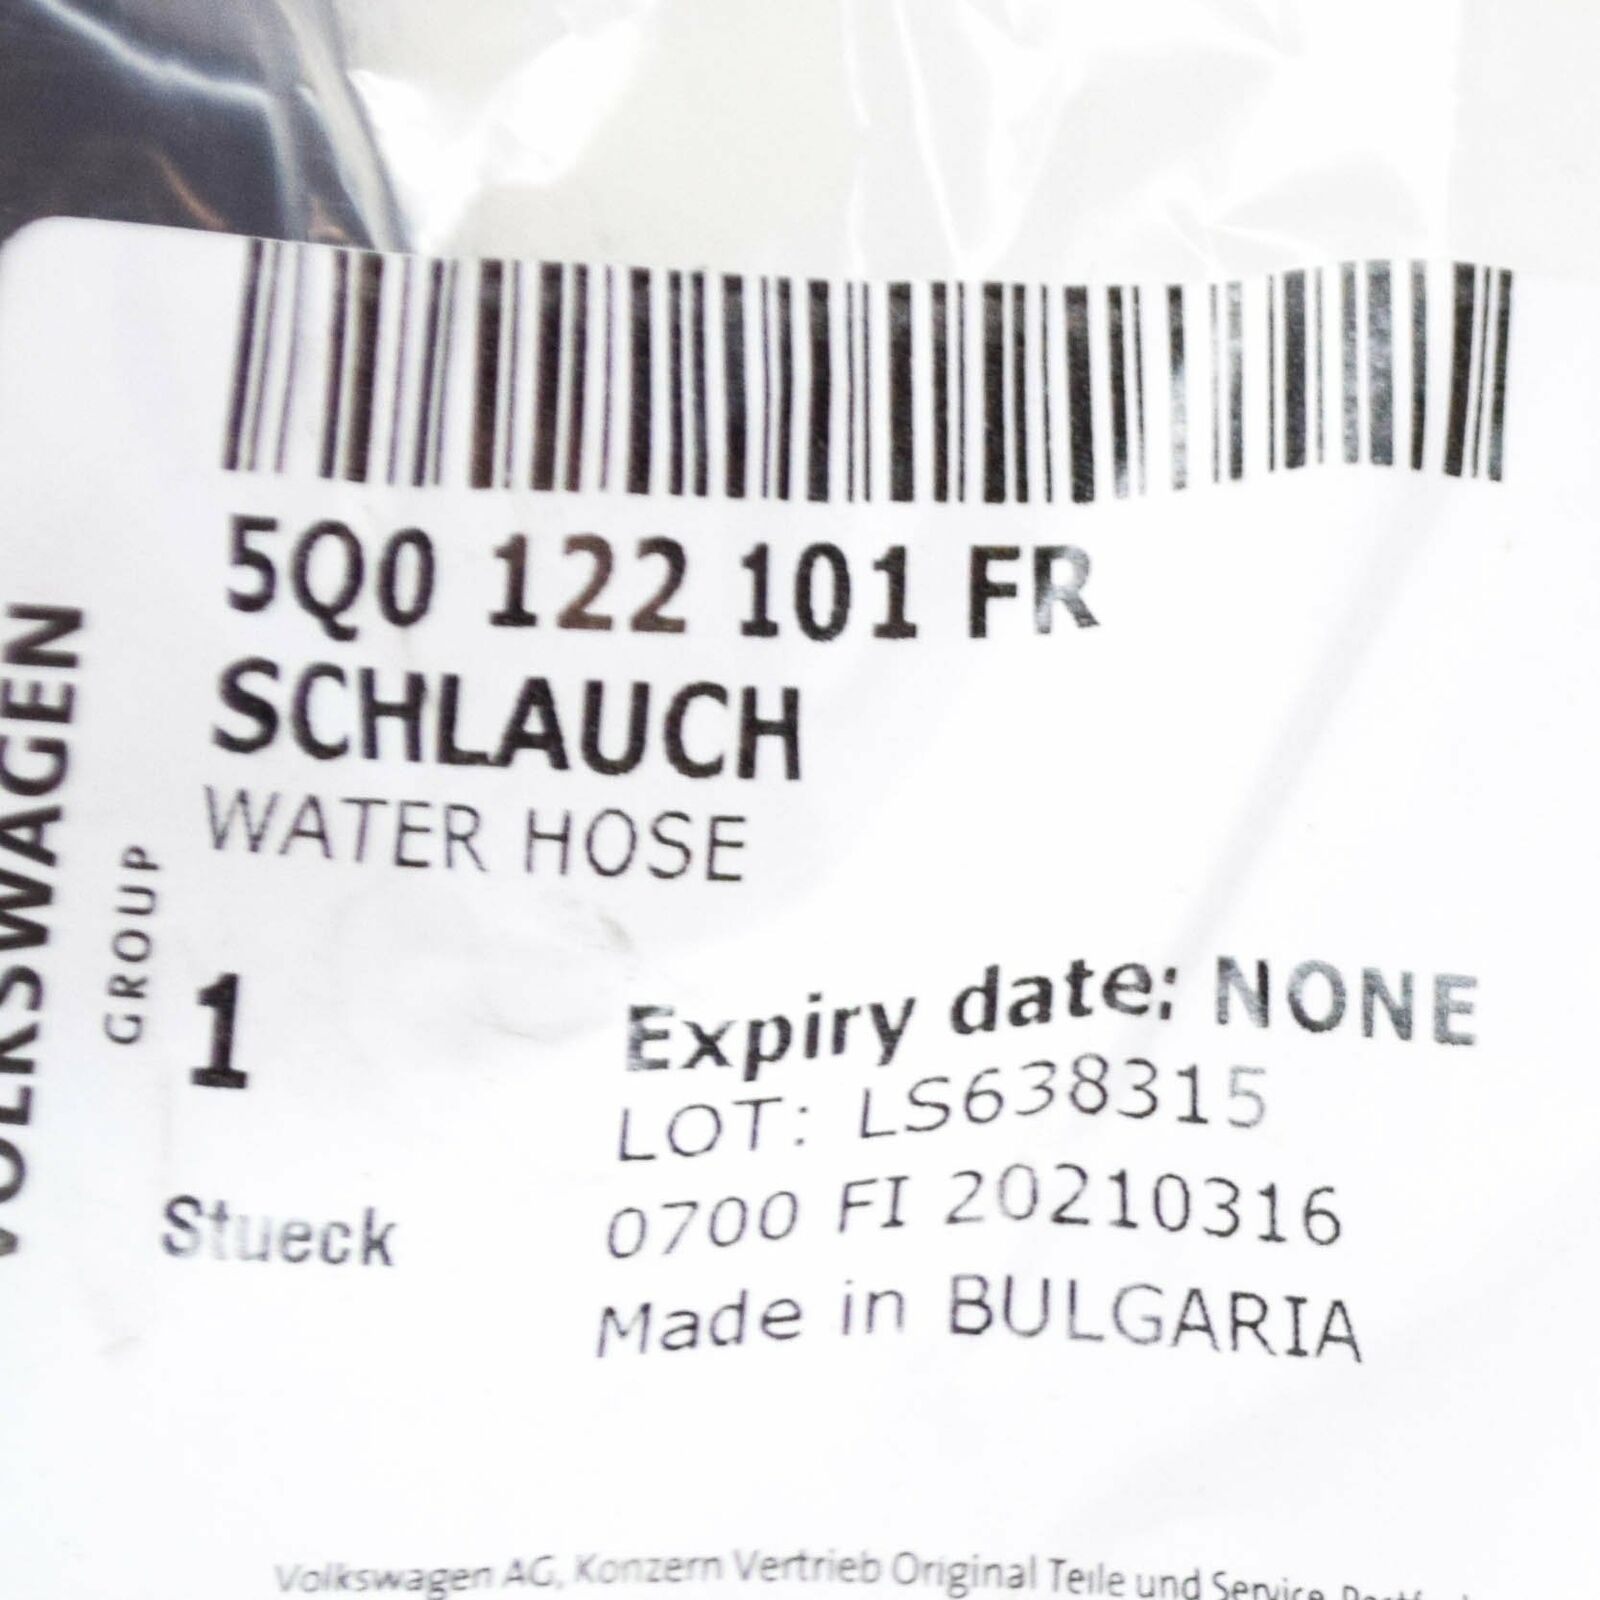 5Q0 122 101 FR
SCHLAUCH
WATER HOSE
VOLKSWAGEN
GROUP
1
Stueck
Expiry date: NONE
LOT: LS638315
0700 FI 20210316
Made in BULGARIA
Volkswagen AG, Konzern Vertrieb Original Teile und Service